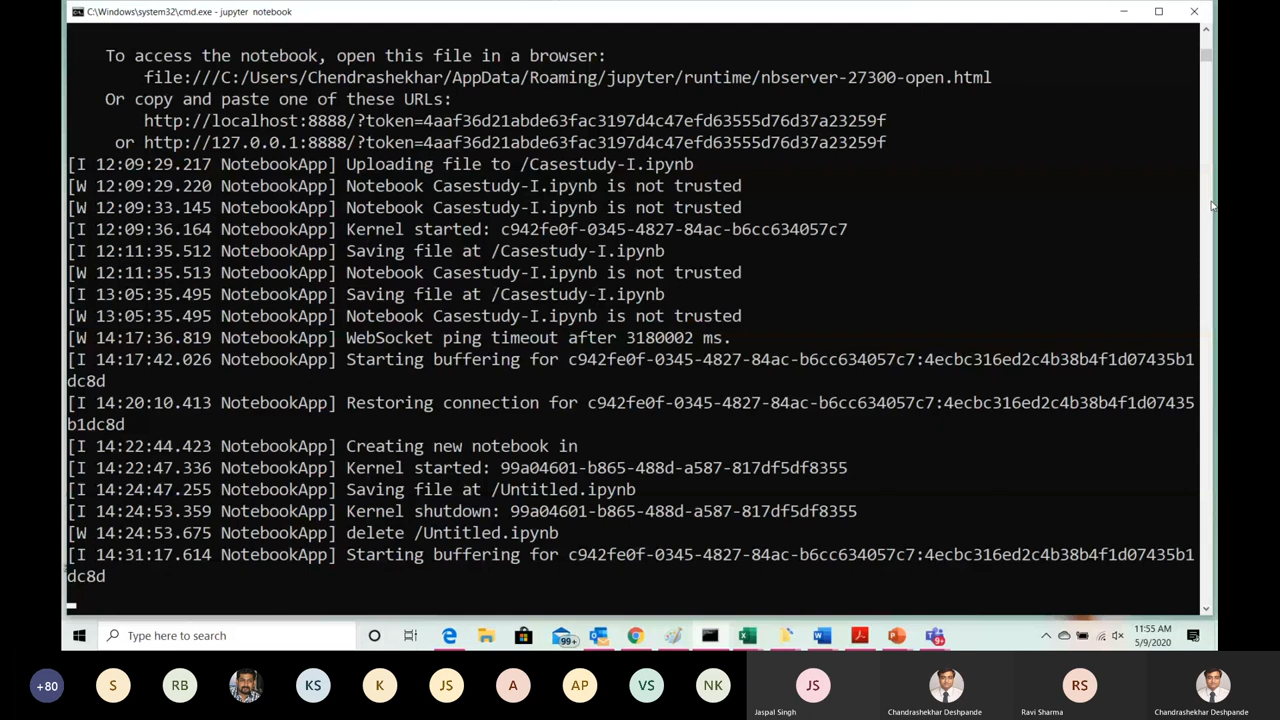 C:\Windows\system32\cmd.exe - jupyter notebook
To access the notebook, open this file in a browser:
file:///C:/Users/Chendrashekhar/AppData/Roaming/jupyter/runtime/nbserver-27300-open.html
Or copy and paste one of these URLs:
http://localhost:8888/?token=4aaf36d21abde63fac3197d4c47efd63555d76d37a23259f
or http://127.0.0.1:8888/?token=4aaf36d21abde63fac3197d4c47efd63555d76d37a23259f
[I 12:09:29.217 NotebookApp] Uploading file to /Casestudy-I.ipynb
[W 12:09:29.220 NotebookApp] Notebook Casestudy-I.ipynb is not trusted
[W 12:09:33.145 NotebookApp] Notebook Casestudy-I.ipynb is not trusted
[I 12:09:36.164 NotebookApp] Kernel started: c942fe0f-0345-4827-84ac-b6cc634057c7
[I 12:11:35.512 NotebookApp] Saving file at /Casestudy-I.ipynb
[W 12:11:35.513 NotebookApp] Notebook Casestudy-I.ipynb is not trusted
[I 13:05:35.495 NotebookApp] Saving file at /Casestudy-I.ipynb
[W 13:05:35.495 NotebookApp] Notebook Casestudy-I.ipynb is not trusted
[W 14:17:36.819 NotebookApp] WebSocket ping timeout after 3180002 ms.
[I 14:17:42.026 NotebookApp] Starting buffering for c942fe0f-0345-4827-84ac-b6cc634057c7:4ecbc316ed2c4b38b4f1d07435b1
dc8d
[I 14:20:10.413 NotebookApp] Restoring connection for c942fe0f-0345-4827-84ac-b6cc634057c7:4ecbc316ed2c4b38b4f1d07435
b1dc8d
[I 14:22:44.423 NotebookApp] Creating new notebook in
[I 14:22:47.336 NotebookApp] Kernel started: 99a04601-b865-488d-a587-817df5df8355
[I 14:24:47.255 NotebookApp] Saving file at /Untitled.ipynb
[I 14:24:53.359 NotebookApp] Kernel shutdown: 99a04601-b865-488d-a587-817df5df8355
[W 14:24:53.675 NotebookApp] delete /Untitled.ipynb
[I 14:31:17.614 NotebookApp] Starting buffering for c942fe0f-0345-4827-84ac-b6cc634057c7:4ecbc316ed2c4b38b4f1d07435b1
dc8d
Type here to search
99+
9+
11:55 AM
5/9/2020
+80
S
RB
KS
K
JS
A
AP
VS
NK
JS
RS
Jaspal Singh
Chandrashekhar Deshpande
Ravi Sharma
Chandrashekhar Deshpande